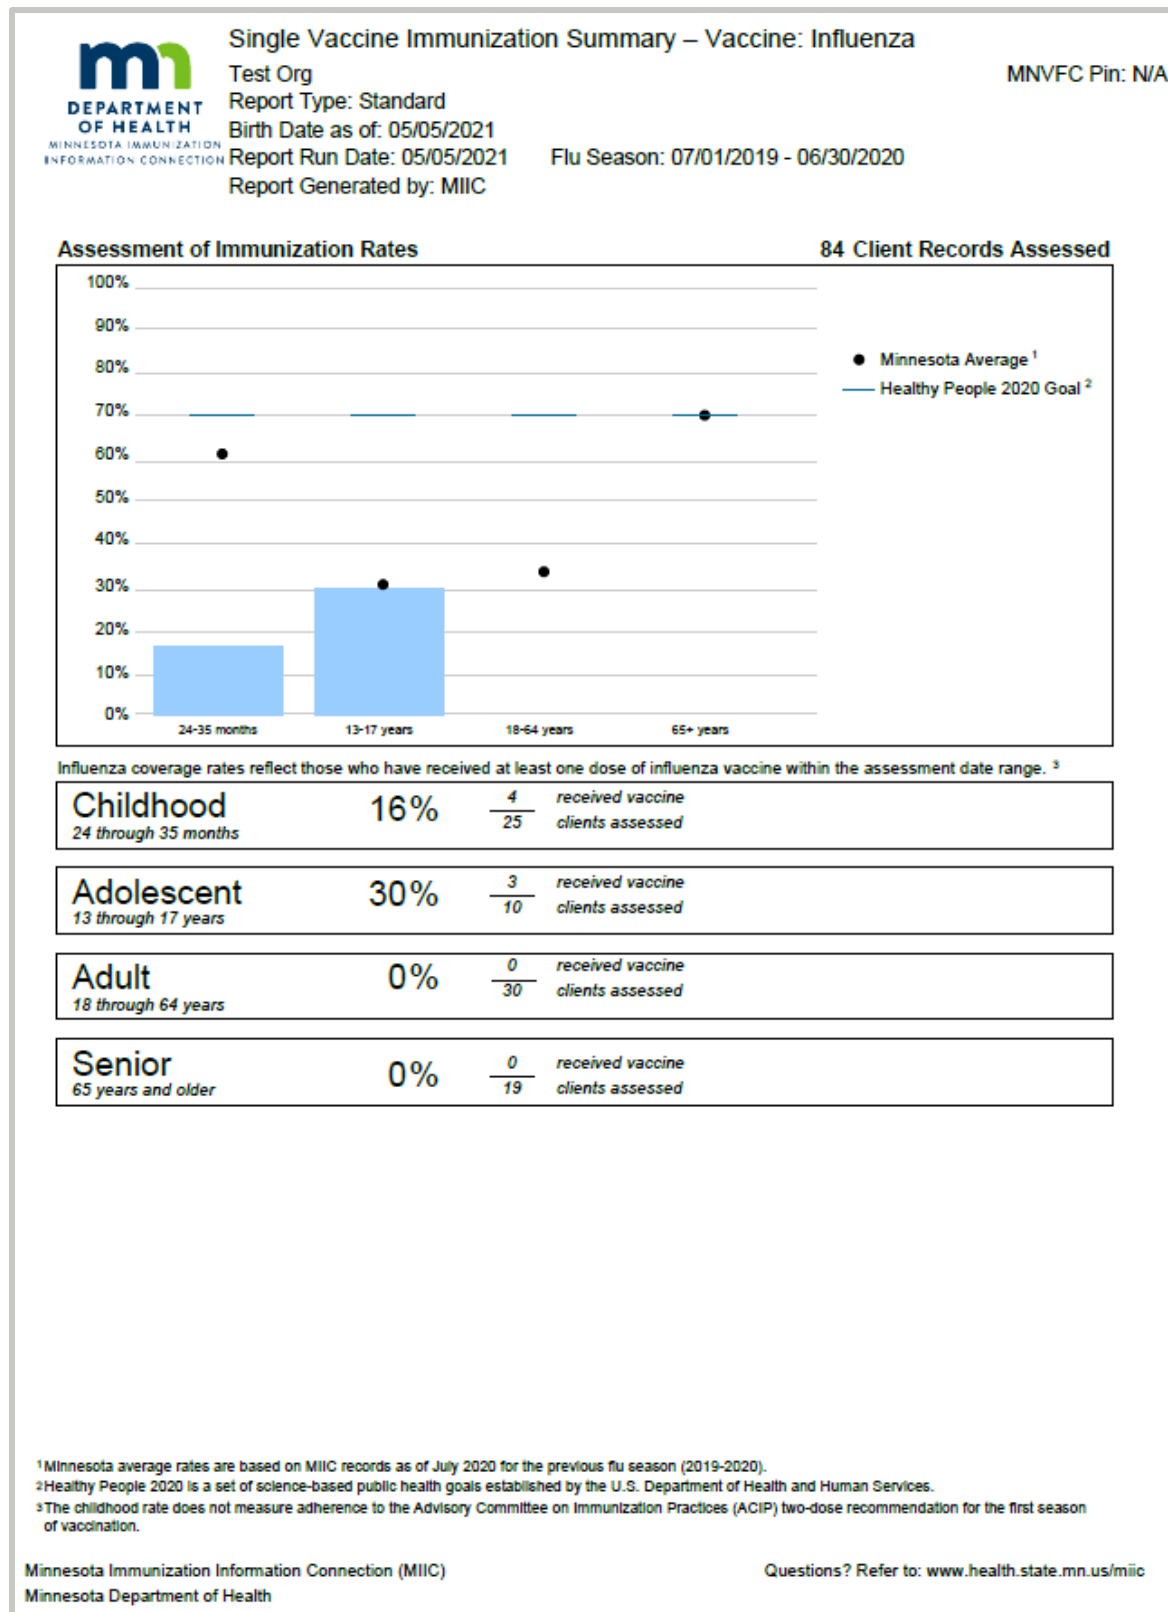 mn
DEPARTMENT
OF HEALTH
MINNESOTA IMMUNIZATION
INFORMATION CONNECTION
Single Vaccine Immunization Summary – Vaccine: Influenza
Test Org
MNVFC Pin: N/A
Report Type: Standard
Birth Date as of: 05/05/2021
Report Run Date: 05/05/2021 Flu Season: 07/01/2019 - 06/30/2020
Report Generated by: MIIC
Assessment of Immunization Rates
84 Client Records Assessed
100%
90%
80%
70%
60%
50%
40%
30%
20%
10%
0%
24-35 months 13-17 years 18-64 years 65+ years
Minnesota Average 1
Healthy People 2020 Goal 2
Influenza coverage rates reflect those who have received at least one dose of influenza vaccine within the assessment date range. 3
Childhood
24 through 35 months
16%
4 received vaccine
25 clients assessed
Adolescent
13 through 17 years
30%
3 received vaccine
10 clients assessed
Adult
18 through 64 years
0%
0 received vaccine
30 clients assessed
Senior
65 years and older
0%
0 received vaccine
19 clients assessed
1 Minnesota average rates are based on MIIC records as of July 2020 for the previous flu season (2019-2020).
2 Healthy People 2020 is a set of science-based public health goals established by the U.S. Department of Health and Human Services.
3 The childhood rate does not measure adherence to the Advisory Committee on Immunization Practices (ACIP) two-dose recommendation for the first season
of vaccination.
Minnesota Immunization Information Connection (MIIC)
Questions? Refer to: www.health.state.mn.us/miic
Minnesota Department of Health